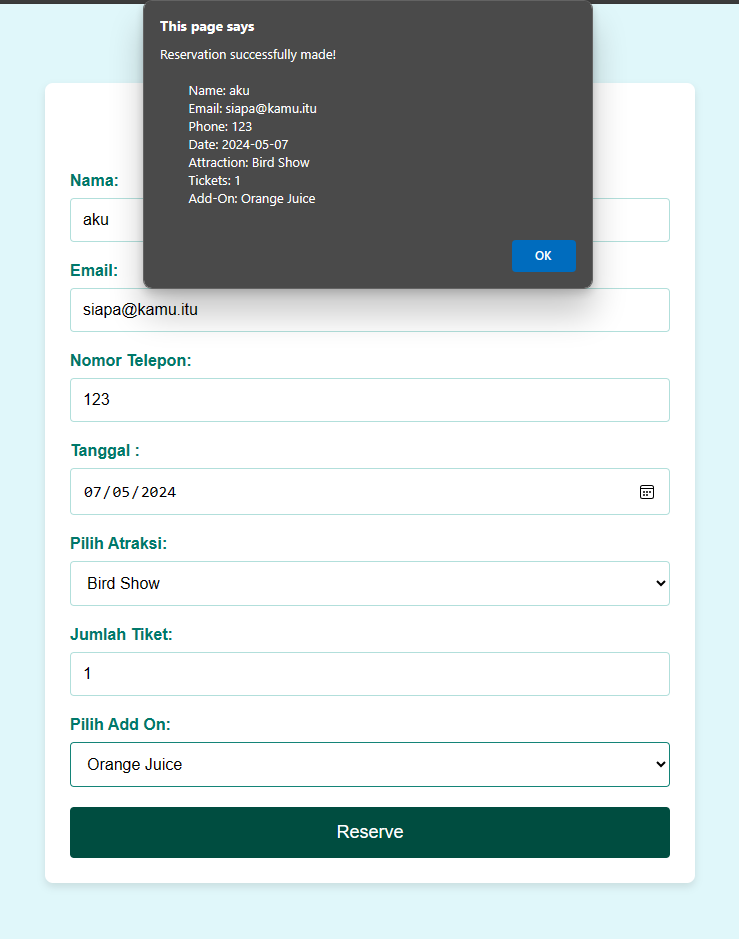 This page says
Reservation successfully made!
Name: aku
Email: siapa@kamu.itu
Phone: 123
Date: 2024-05-07
Attraction: Bird Show
Tickets: 1
Add-On: Orange Juice
OK
Nama:
aku
Email:
siapa@kamu.itu
Nomor Telepon:
123
Tanggal :
07/05/2024
Pilih Atraksi:
Bird Show
Jumlah Tiket:
1
Pilih Add On:
Orange Juice
Reserve